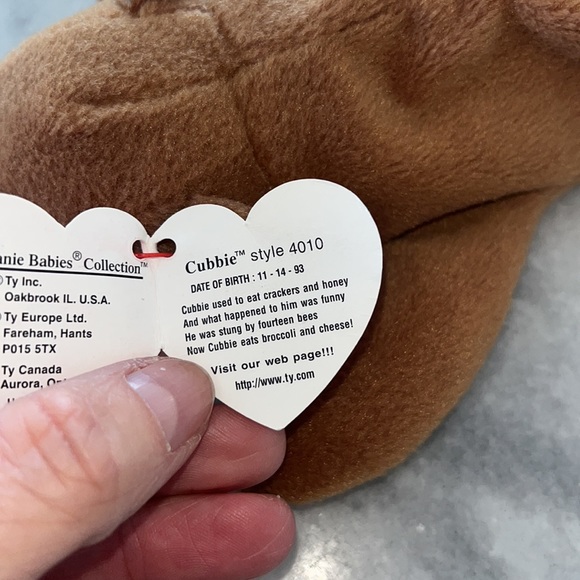 Babies® Collection™
Ty Inc.
Oakbrook IL. U.S.A.
Ty Europe Ltd.
Fareham, Hants
P015 5TX
Ty Canada
Aurora,
Cubbie™ style 4010
DATE OF BIRTH : 11 - 14 - 93
Cubbie used to eat crackers and honey
And what happened to him was funny
He was stung by fourteen bees
Now Cubbie eats broccoli and cheese!
Visit our web page!!!
http://www.ty.com